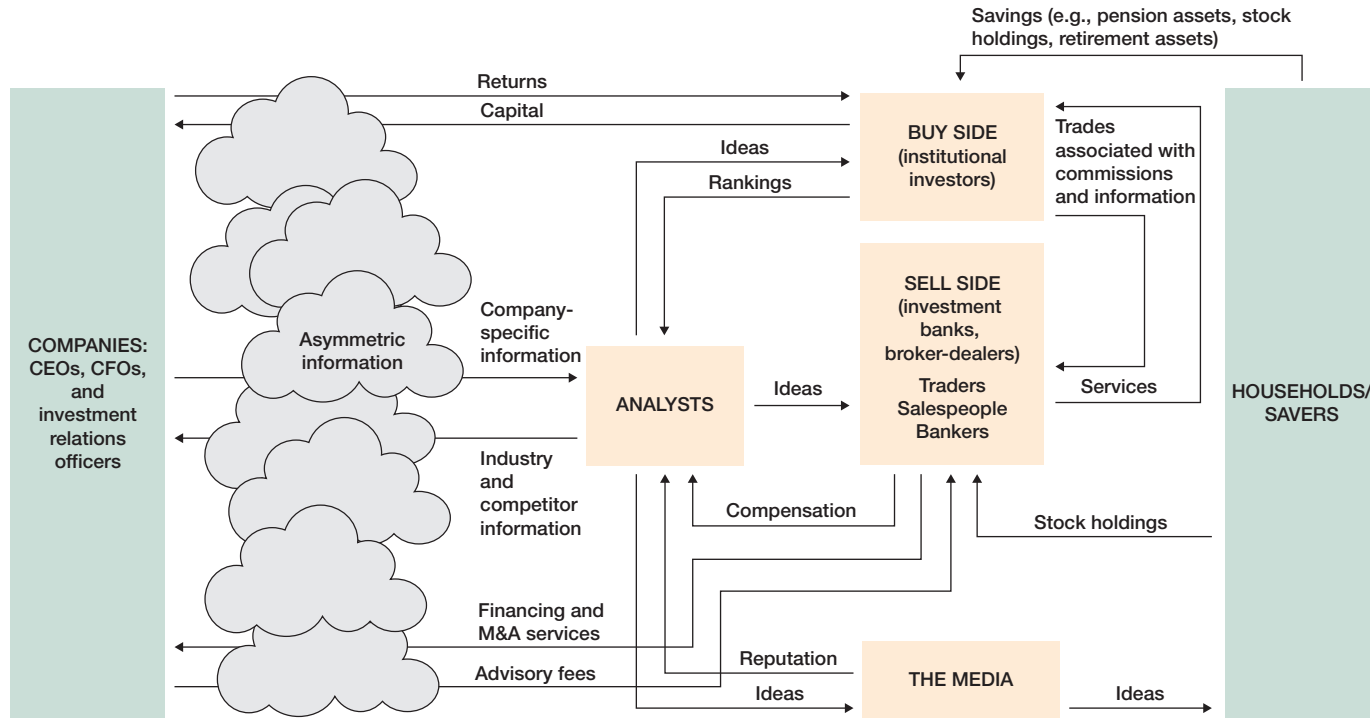 Savings (e.g., pension assets, stock
holdings, retirement assets)
Returns
Capital
BUY SIDE
(institutional
investors)
Trades
associated with
commissions
and information
Ideas
Rankings
SELL SIDE
(investment
banks,
broker-dealers)
Traders
Salespeople
Bankers
Company-
specific
information
Asymmetric
information
COMPANIES:
CEOs, CFOs,
and
investment
relations
officers
ANALYSTS
Ideas
Services
HOUSEHOLDS/
SAVERS
Industry
and
competitor
information
Compensation
Stock holdings
Financing and
M&A services
Advisory fees
Reputation
Ideas
THE MEDIA
Ideas